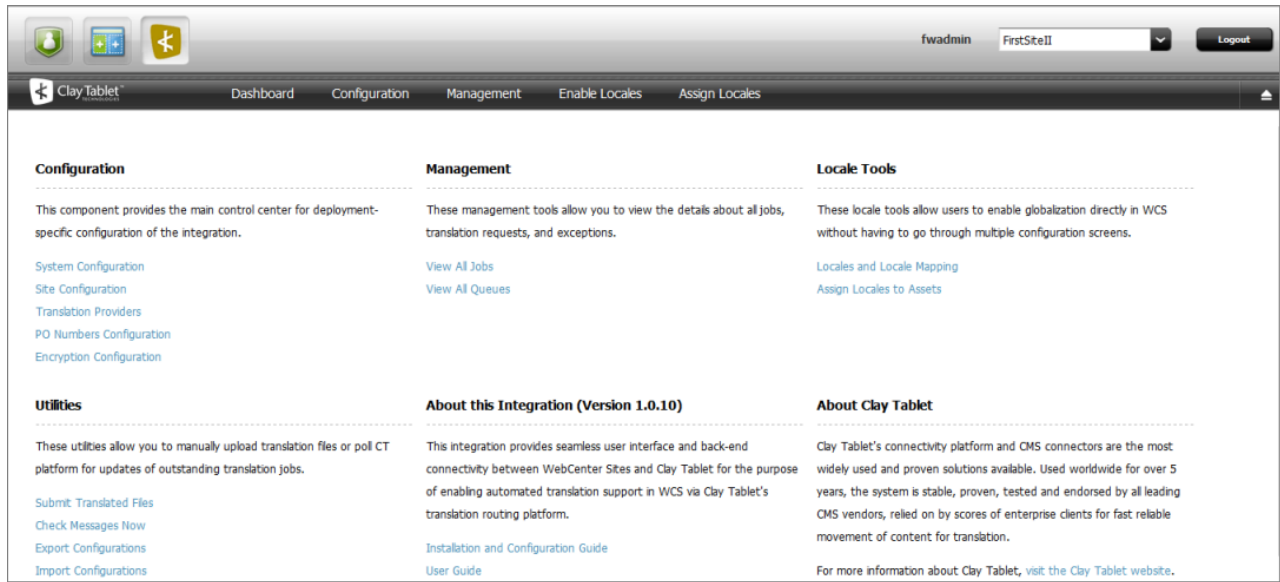 fwadmin FirstSiteII Logout
Clay Tablet TECHNOLOGIES Dashboard Configuration Management Enable Locales Assign Locales
Configuration
This component provides the main control center for deployment-
specific configuration of the integration.
System Configuration
Site Configuration
Translation Providers
PO Numbers Configuration
Encryption Configuration
Management
These management tools allow you to view the details about all jobs,
translation requests, and exceptions.
View All Jobs
View All Queues
Locale Tools
These locale tools allow users to enable globalization directly in WCS
without having to go through multiple configuration screens.
Locales and Locale Mapping
Assign Locales to Assets
Utilities
These utilities allow you to manually upload translation files or poll CT
platform for updates of outstanding translation jobs.
Submit Translated Files
Check Messages Now
Export Configurations
Import Configurations
About this Integration (Version 1.0.10)
This integration provides seamless user interface and back-end
connectivity between WebCenter Sites and Clay Tablet for the purpose
of enabling automated translation support in WCS via Clay Tablet's
translation routing platform.
Installation and Configuration Guide
User Guide
About Clay Tablet
Clay Tablet's connectivity platform and CMS connectors are the most
widely used and proven solutions available. Used worldwide for over 5
years, the system is stable, proven, tested and endorsed by all leading
CMS vendors, relied on by scores of enterprise clients for fast reliable
movement of content for translation.
For more information about Clay Tablet, visit the Clay Tablet website.